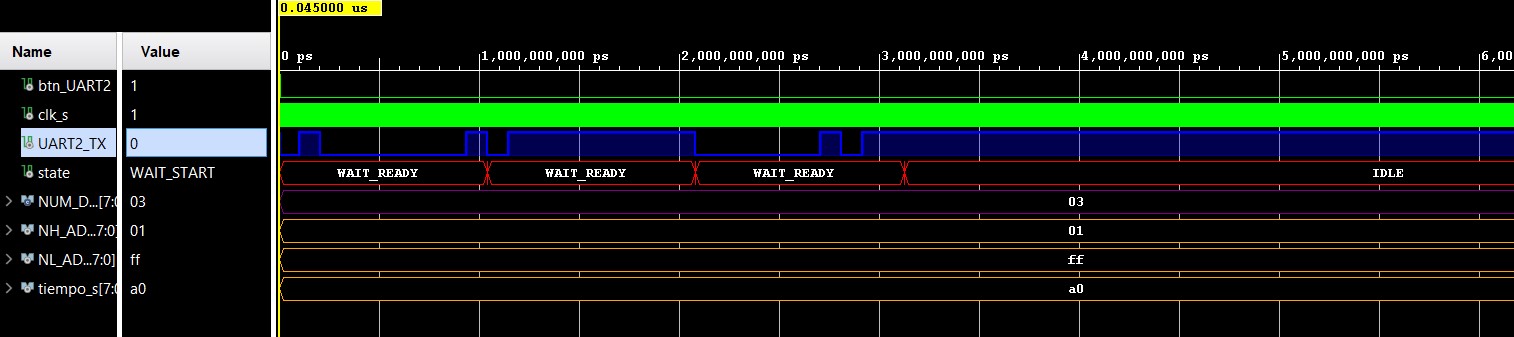 0.045000 us
Name Value
0 ps 1,000,000,000 ps 2,000,000,000 ps 3,000,000,000 ps 4,000,000,000 ps 5,000,000,000 ps 6,00
btn_UART2 1
clk_s 1
UART2_TX 0
state WAIT_START WAIT_READY WAIT_READY WAIT_READY IDLE
NUM_D...[7:0 03 03
NH_AD...7:0] 01 01
NL_AD...7:0] ff ff
tiempo_s[7:0 a0 a0